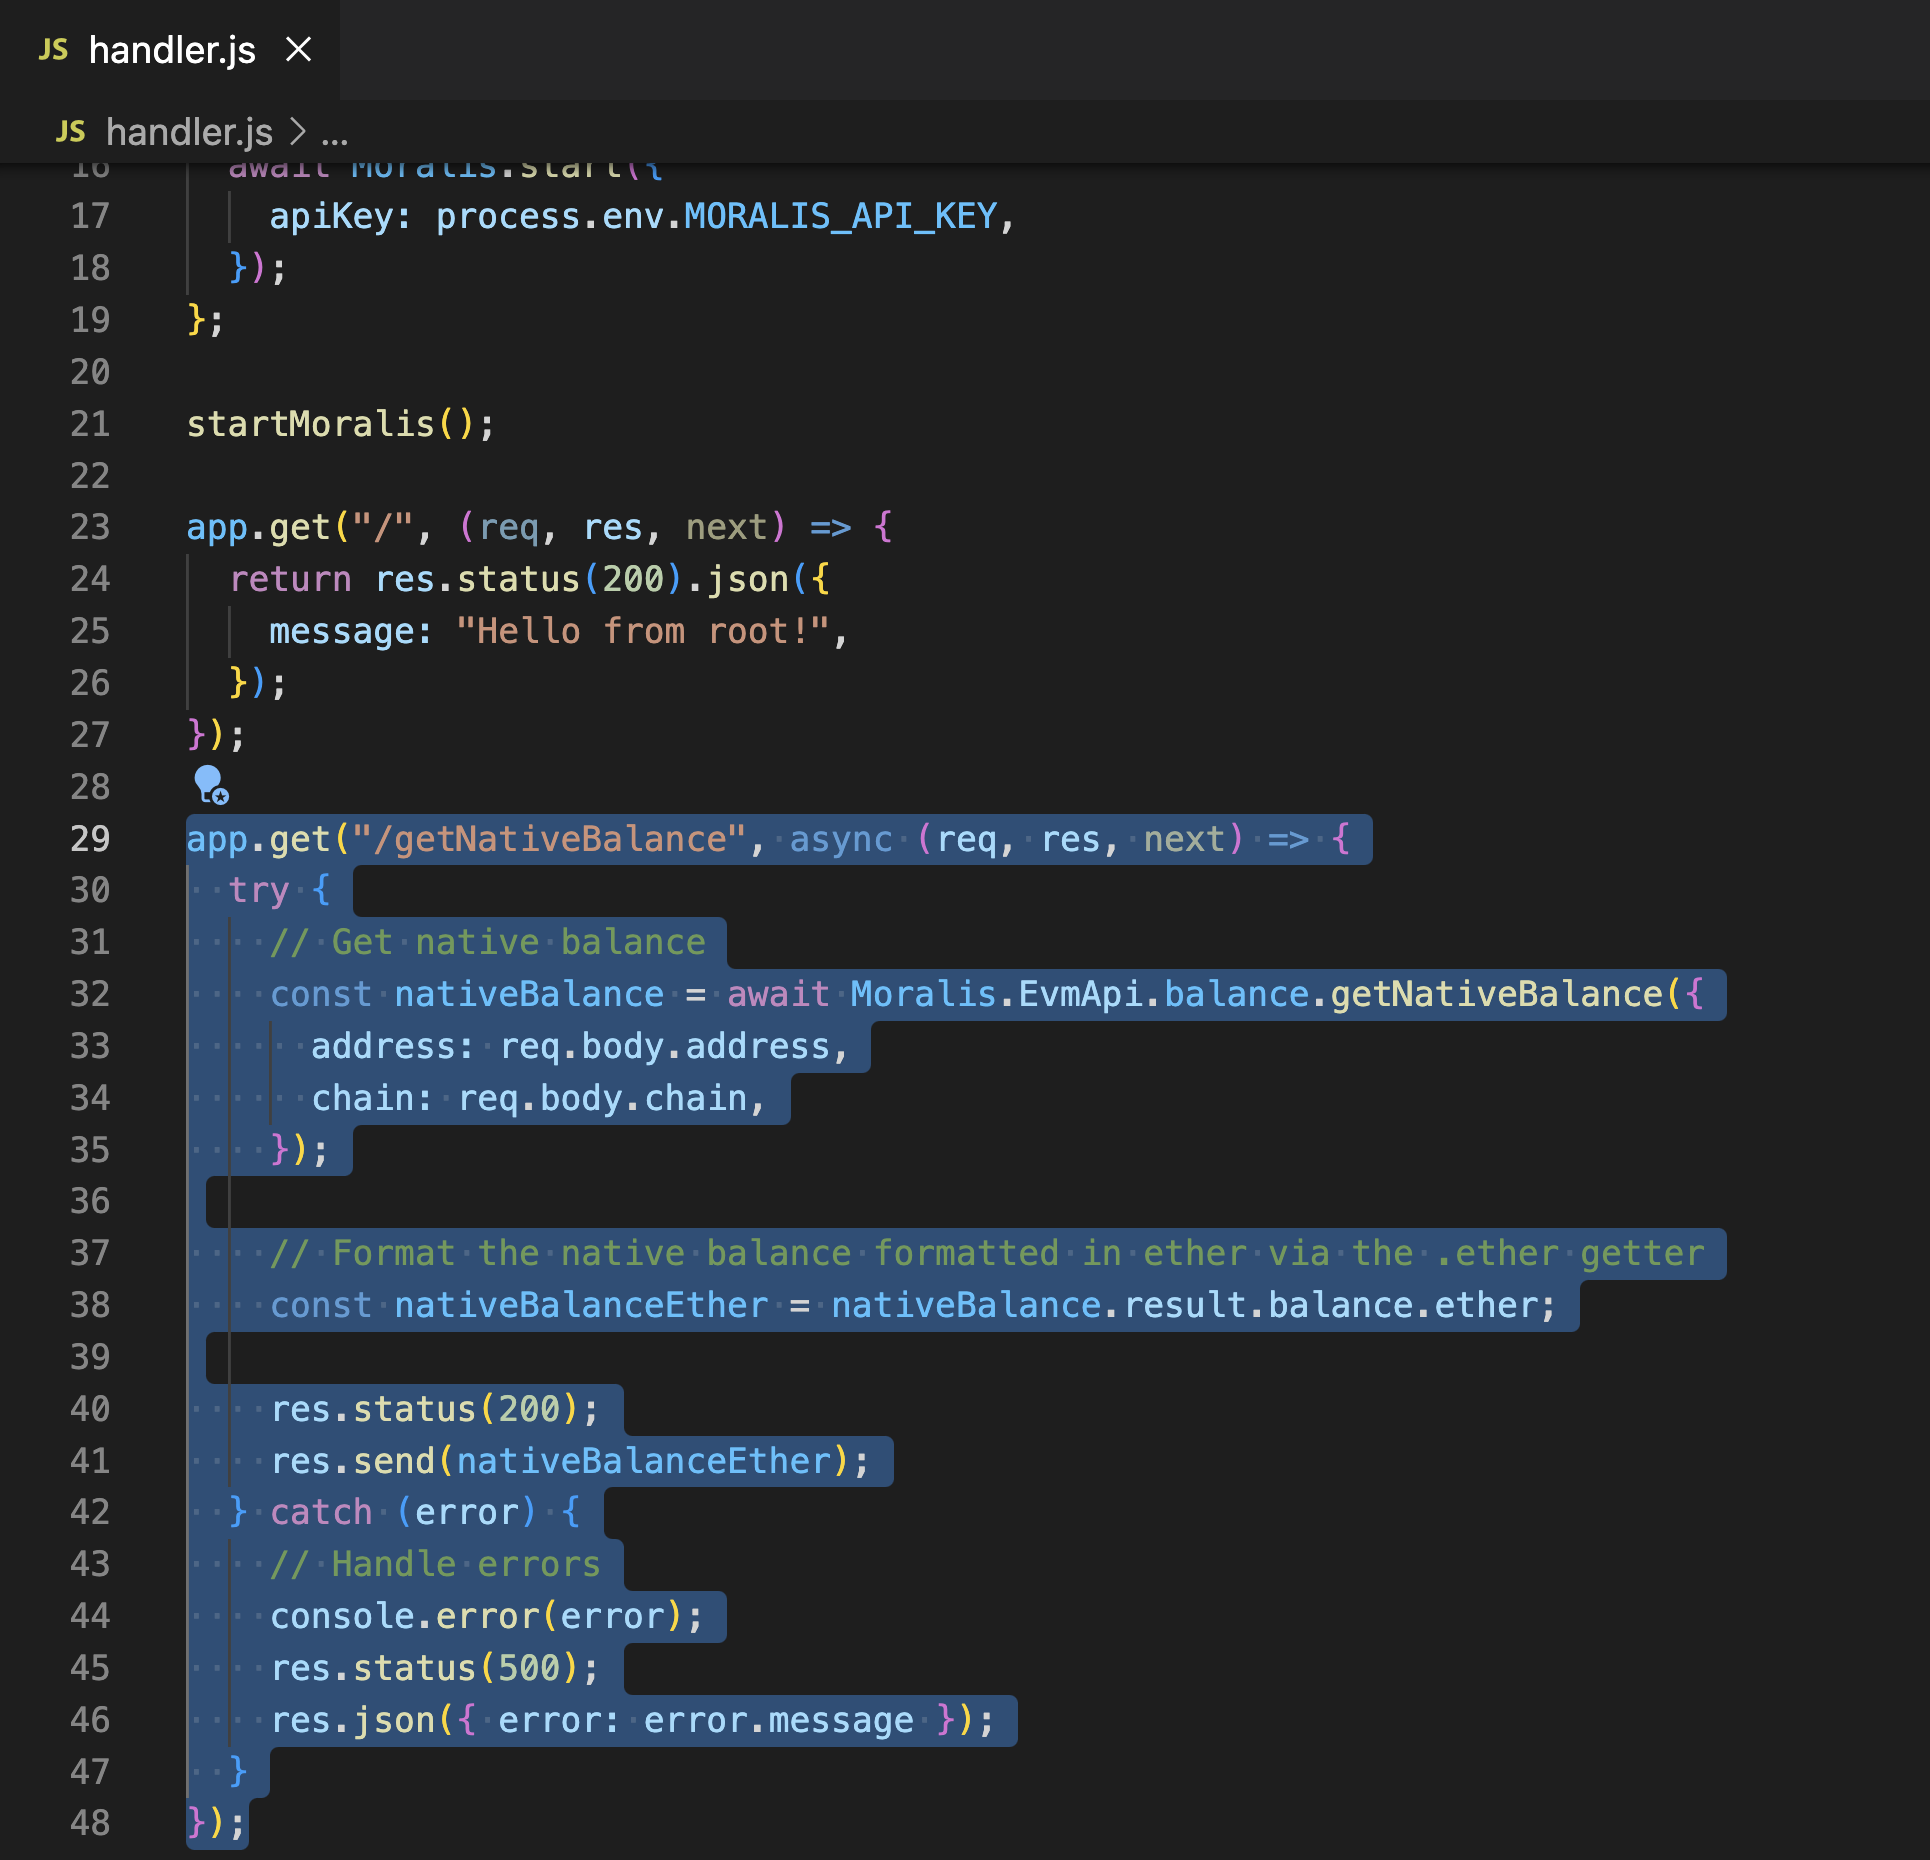 JS handler.js
JS handler.js > ...
16   await Moralis.start({
17     apiKey: process.env.MORALIS_API_KEY,
18   });
19 };
20
21 startMoralis();
22
23 app.get("/", (req, res, next) => {
24   return res.status(200).json({
25     message: "Hello from root!",
26   });
27 });
28
29 app.get("/getNativeBalance", async (req, res, next) => {
30   try {
31     // Get native balance
32     const nativeBalance = await Moralis.EvmApi.balance.getNativeBalance({
33       address: req.body.address,
34       chain: req.body.chain,
35     });
36
37     // Format the native balance formatted in ether via the .ether getter
38     const nativeBalanceEther = nativeBalance.result.balance.ether;
39
40     res.status(200);
41     res.send(nativeBalanceEther);
42   } catch (error) {
43     // Handle errors
44     console.error(error);
45     res.status(500);
46     res.json({ error: error.message });
47   }
48 });